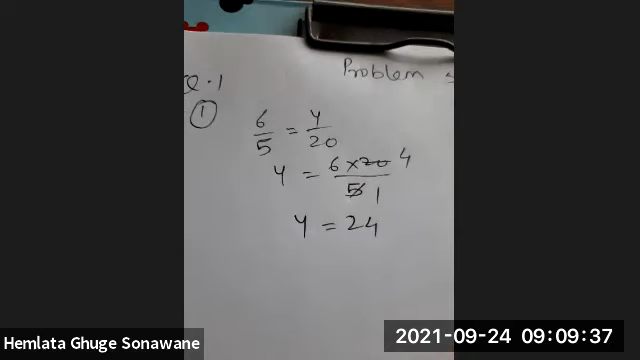 Problem
Q.1
①
6/5 = y/20
y = 6 × 20 4 / 5 1
y = 24
Hemlata Ghuge Sonawane
2021-09-24 09:09:37